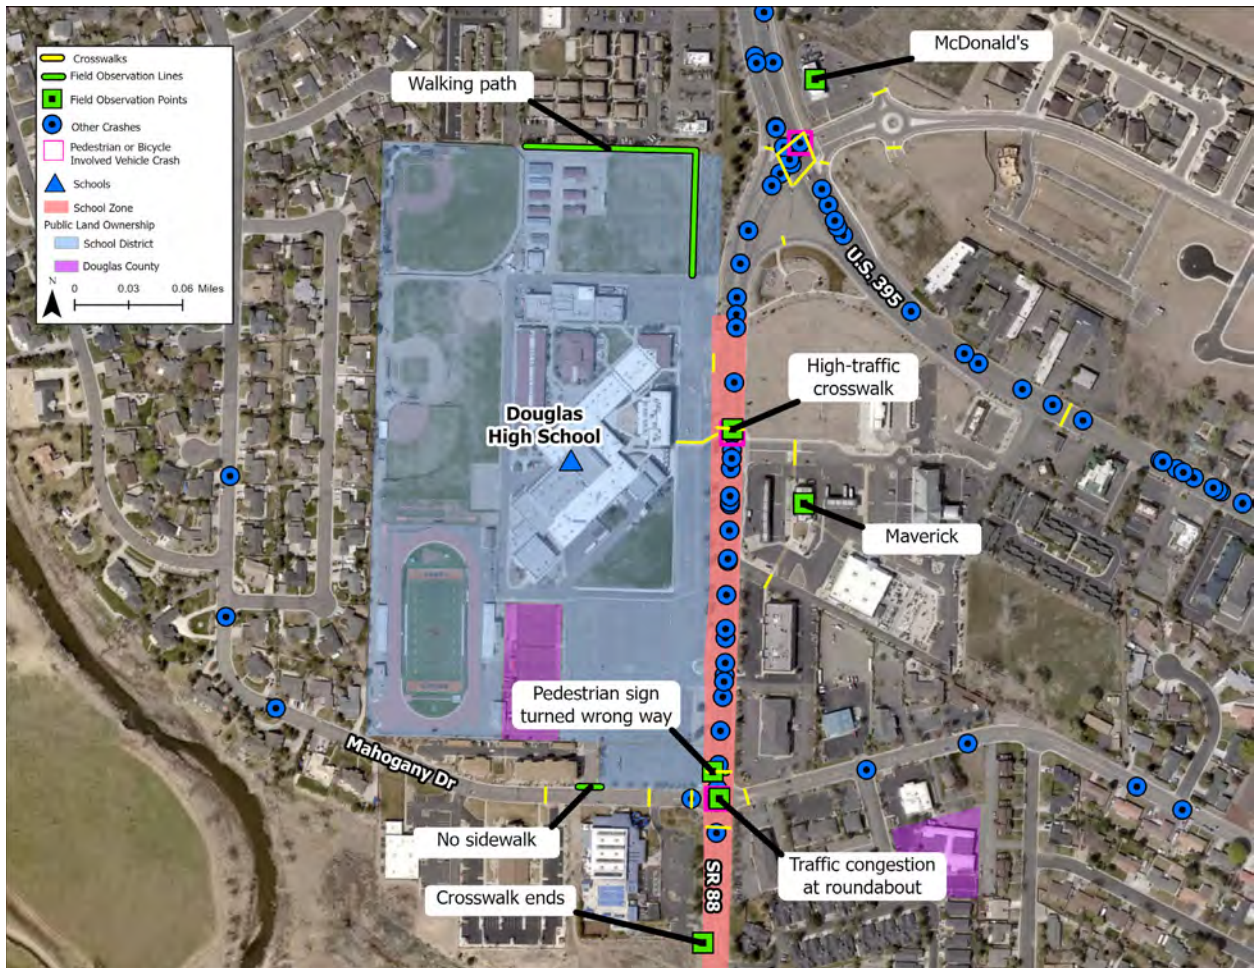 McDonald's
Crosswalks
Field Observation Lines
Field Observation Points
Other Crashes
Pedestrian or Bicycle
Involved Vehicle Crash
Schools
School Zone
Public Land Ownership
School District
Douglas County
N
0 0.03 0.06 Miles
Walking path
U.S. 395
High-traffic
crosswalk
Douglas
High School
Maverick
Pedestrian sign
turned wrong way
Mahogany Dr
No sidewalk
Traffic congestion
at roundabout
SR 88
Crosswalk ends